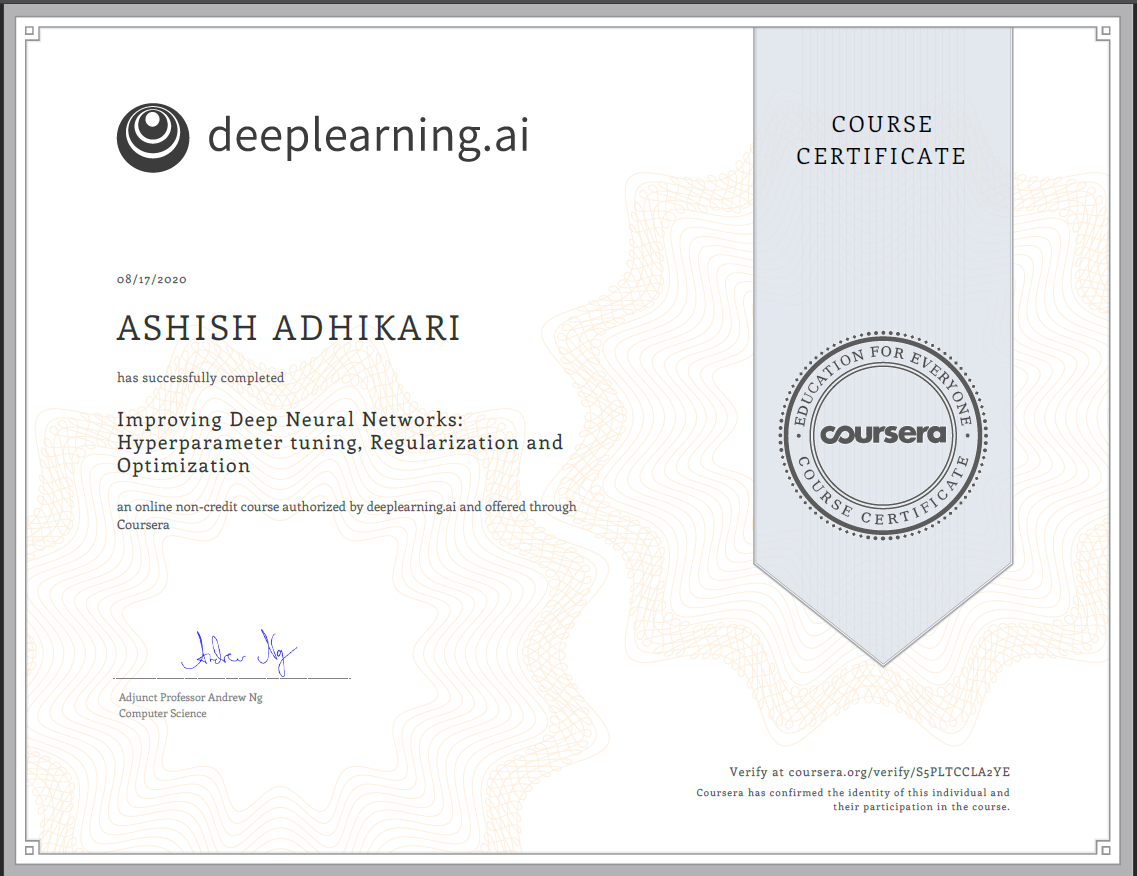 deeplearning.ai
COURSE
CERTIFICATE
08/17/2020
ASHISH ADHIKARI
has successfully completed
Improving Deep Neural Networks:
Hyperparameter tuning, Regularization and
Optimization
an online non-credit course authorized by deeplearning.ai and offered through
Coursera
EDUCATION FOR EVERYONE
coursera
COURSE CERTIFICATE
Andrew Ng
Adjunct Professor Andrew Ng
Computer Science
Verify at coursera.org/verify/S5PLTCCLA2YE
Coursera has confirmed the identity of this individual and
their participation in the course.